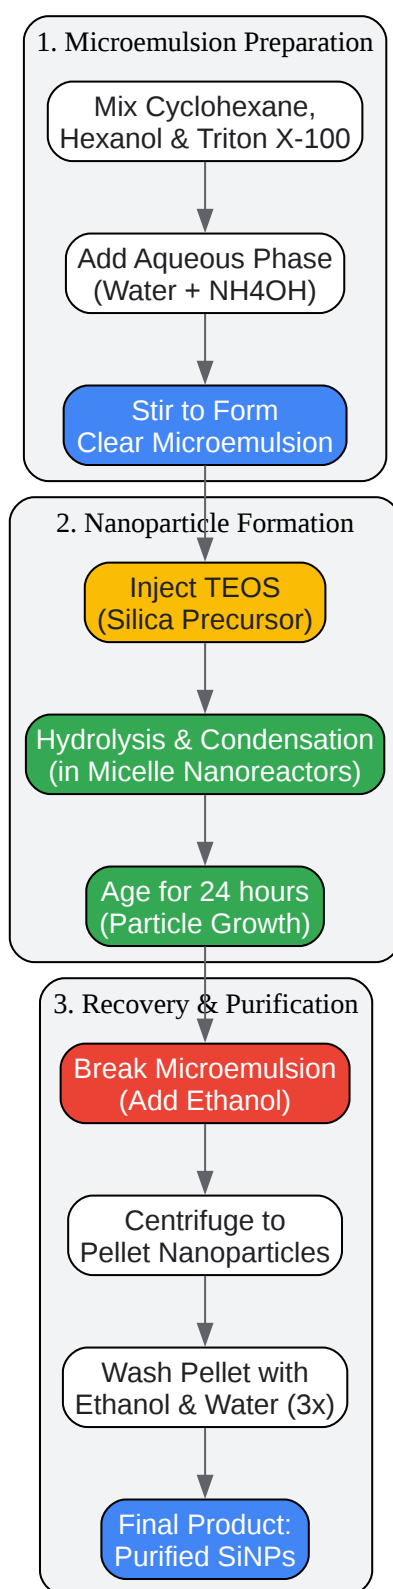 1. Microemulsion Preparation
Mix Cyclohexane,
Hexanol & Triton X-100
Add Aqueous Phase
(Water + NH4OH)
Stir to Form
Clear Microemulsion
2. Nanoparticle Formation
Inject TEOS
(Silica Precursor)
Hydrolysis & Condensation
(in Micelle Nanoreactors)
Age for 24 hours
(Particle Growth)
3. Recovery & Purification
Break Microemulsion
(Add Ethanol)
Centrifuge to
Pellet Nanoparticles
Wash Pellet with
Ethanol & Water (3x)
Final Product:
Purified SiNPs